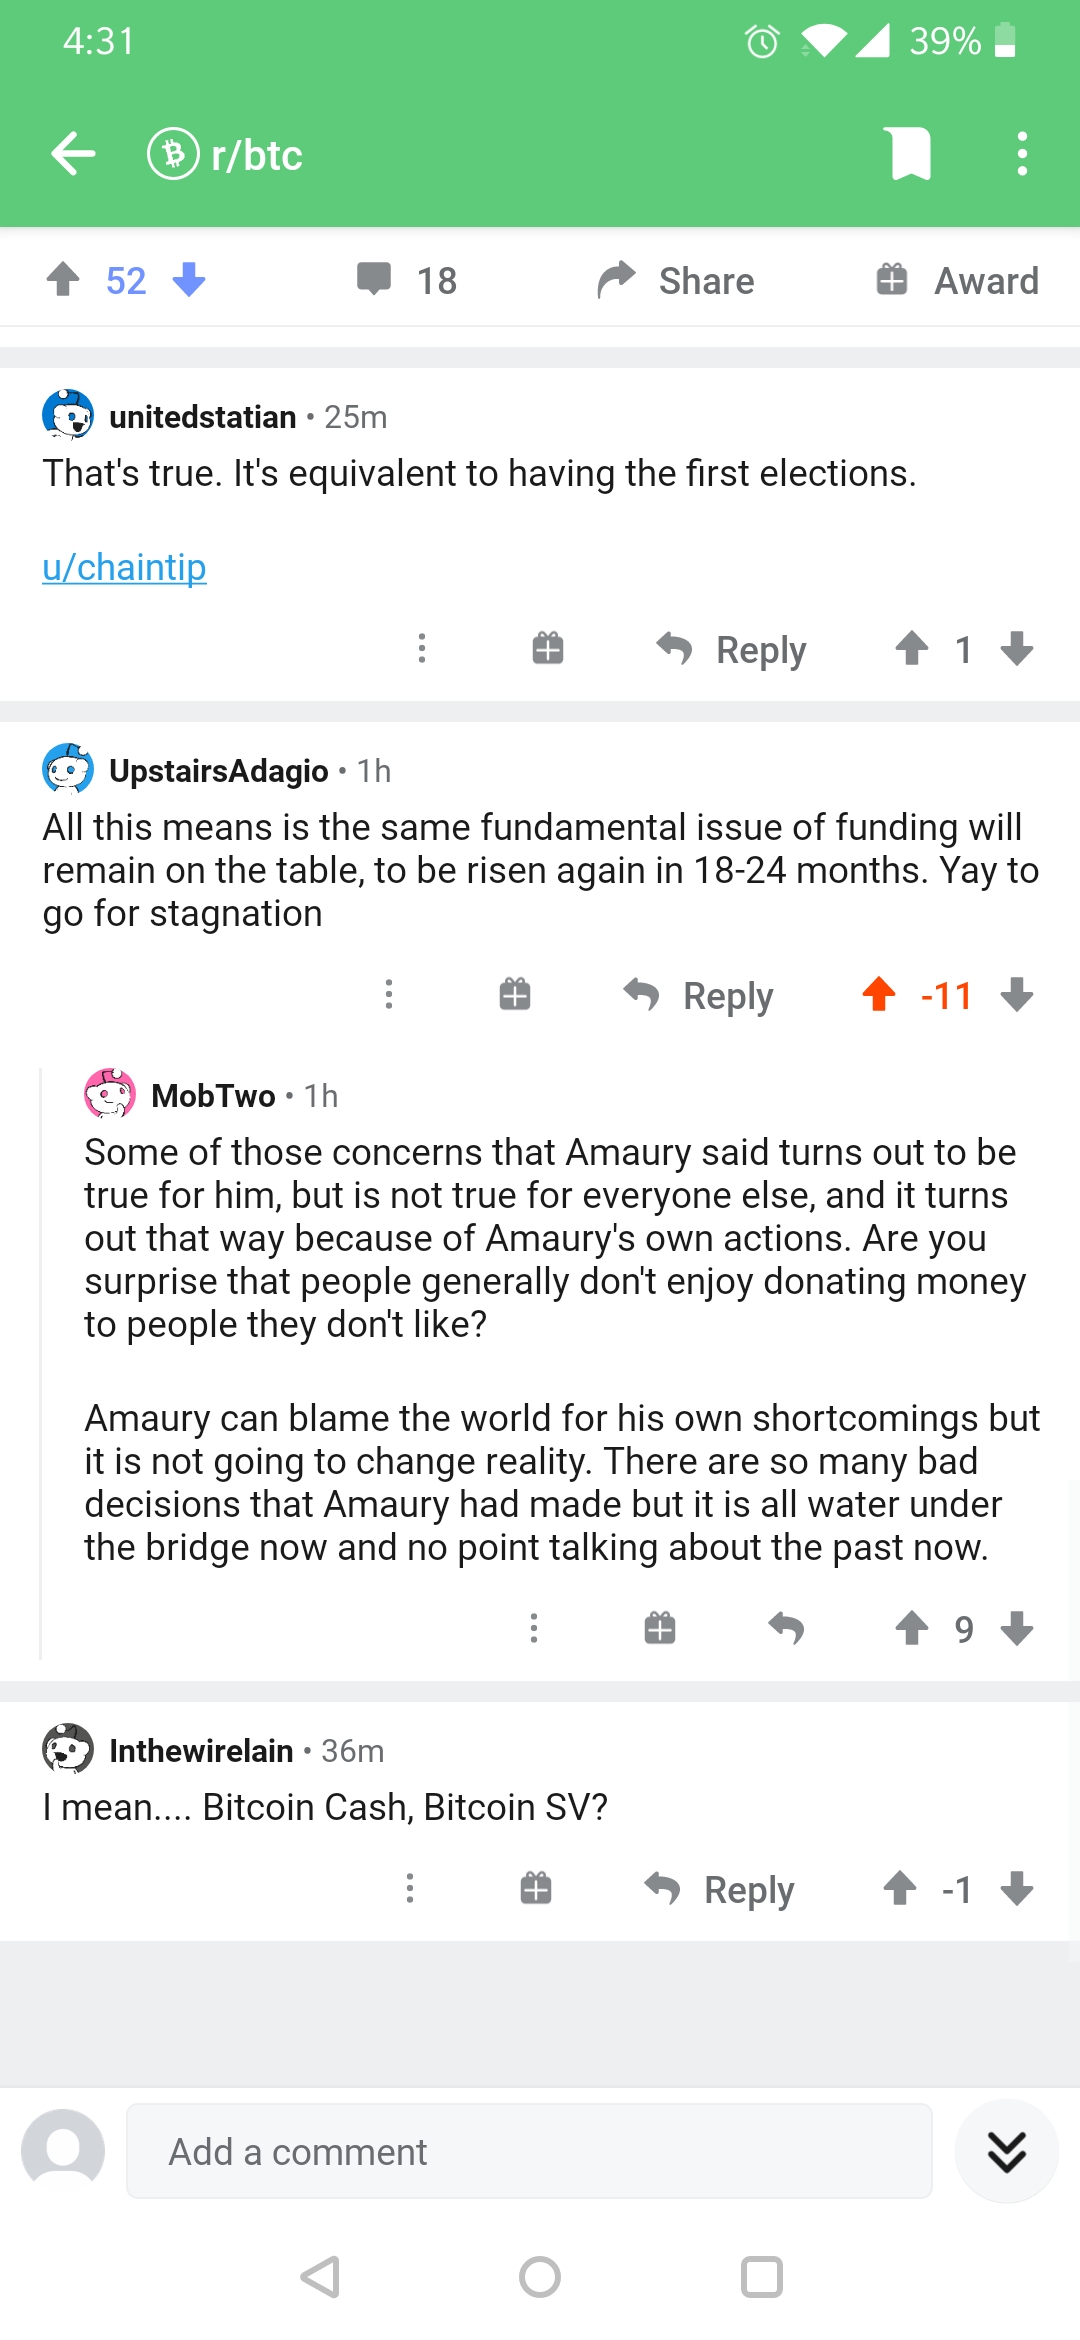 4:31
39%
r/btc
52
18
Share
Award
unitedstatian • 25m
That's true. It's equivalent to having the first elections.
u/chaintip
Reply
1
UpstairsAdagio • 1h
All this means is the same fundamental issue of funding will
remain on the table, to be risen again in 18-24 months. Yay to
go for stagnation
Reply
-11
MobTwo • 1h
Some of those concerns that Amaury said turns out to be
true for him, but is not true for everyone else, and it turns
out that way because of Amaury's own actions. Are you
surprise that people generally don't enjoy donating money
to people they don't like?
Amaury can blame the world for his own shortcomings but
it is not going to change reality. There are so many bad
decisions that Amaury had made but it is all water under
the bridge now and no point talking about the past now.
9
Inthewirelain • 36m
I mean.... Bitcoin Cash, Bitcoin SV?
Reply
-1
Add a comment